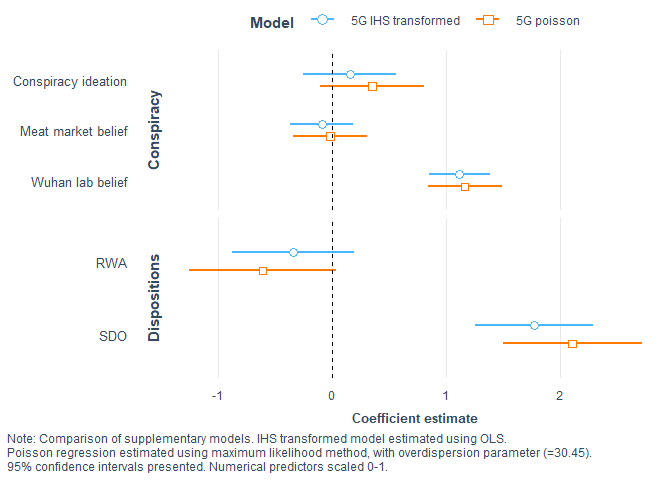 Model 5G IHS transformed 5G poisson
Conspiracy
Conspiracy ideation
Meat market belief
Wuhan lab belief
Dispositions
RWA
SDO
-1 0 1 2
Coefficient estimate
Note: Comparison of supplementary models. IHS transformed model estimated using OLS.
Poisson regression estimated using maximum likelihood method, with overdispersion parameter (=30.45).
95% confidence intervals presented. Numerical predictors scaled 0-1.